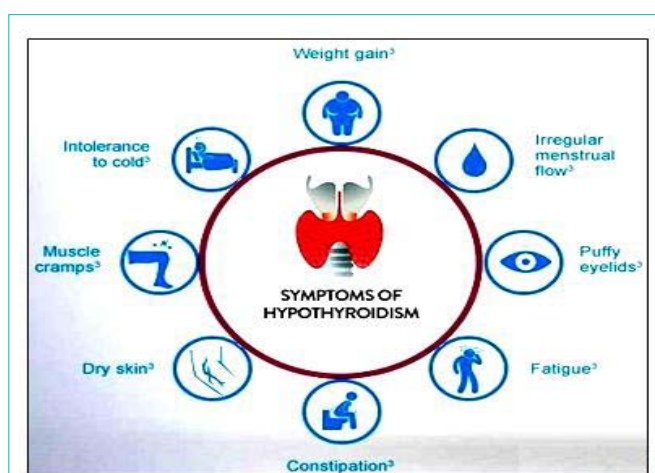 Weight gain³
Irregular
menstrual
flow³
Puffy
eyelids³
Fatigue³
Constipation³
Dry skin³
Muscle
cramps³
Intolerance
to cold³
SYMPTOMS OF
HYPOTHYROIDISM